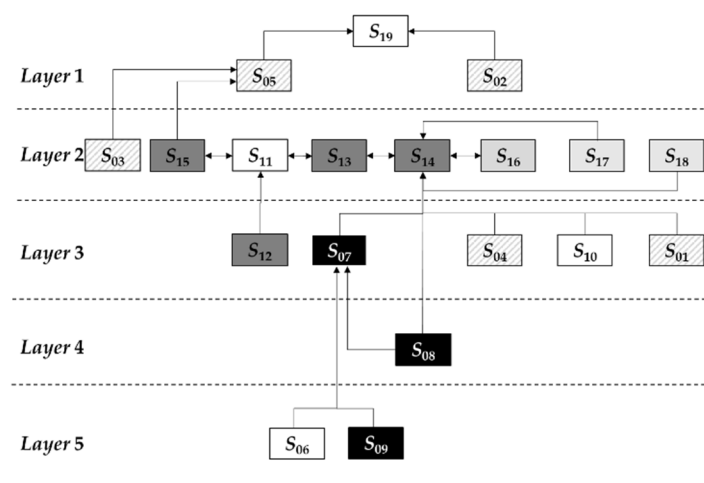 S19
Layer 1 S05 S02
Layer 2 S03 S15 S11 S13 S14 S16 S17 S18
Layer 3 S12 S07 S04 S10 S01
Layer 4 S08
Layer 5 S06 S09